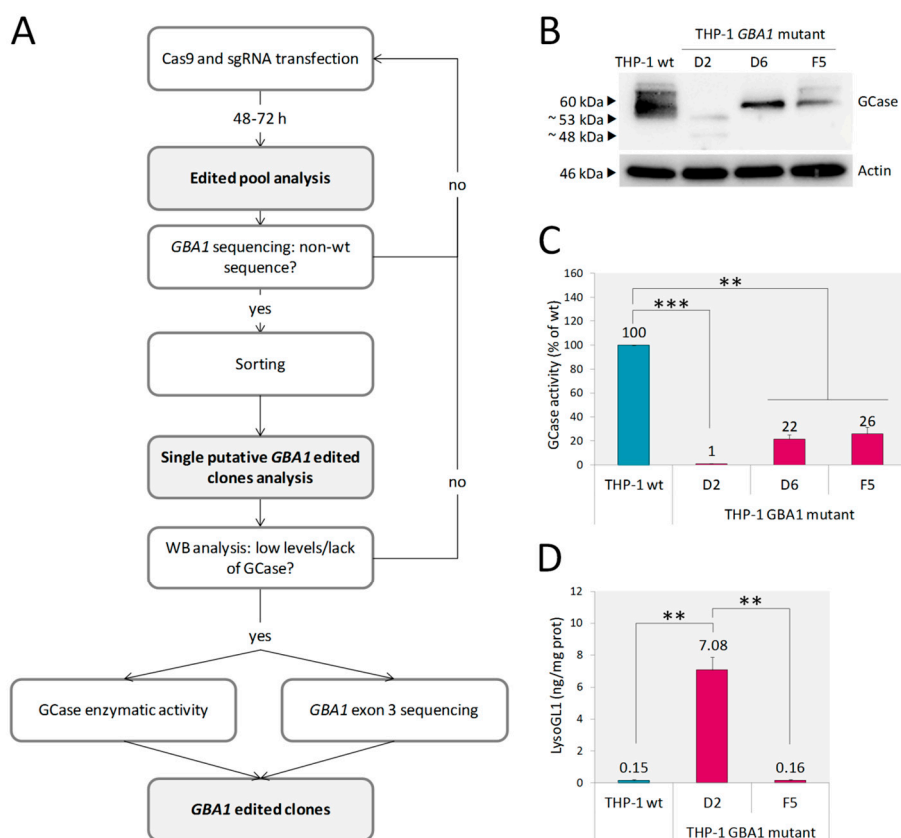 A
Cas9 and sgRNA transfection
48-72 h
Edited pool analysis
no
GBA1 sequencing: non-wt
sequence?
yes
Sorting
Single putative GBA1 edited
clones analysis
no
WB analysis: low levels/lack
of GCase?
yes
GCase enzymatic activity
GBA1 exon 3 sequencing
GBA1 edited clones
B
THP-1 GBA1 mutant
THP-1 wt D2 D6 F5
60 kDa
GCase
~ 53 kDa
~ 48 kDa
46 kDa
Actin
C
GCase activity (% of wt)
160
140
120
100
80
60
40
20
0
**
***
100
1
22
26
THP-1 wt D2 D6 F5
THP-1 GBA1 mutant
D
LysoGL1 (ng/mg prot)
12
10
8
6
4
2
0
** **
7.08
0.15
0.16
THP-1 wt D2 F5
THP-1 GBA1 mutant